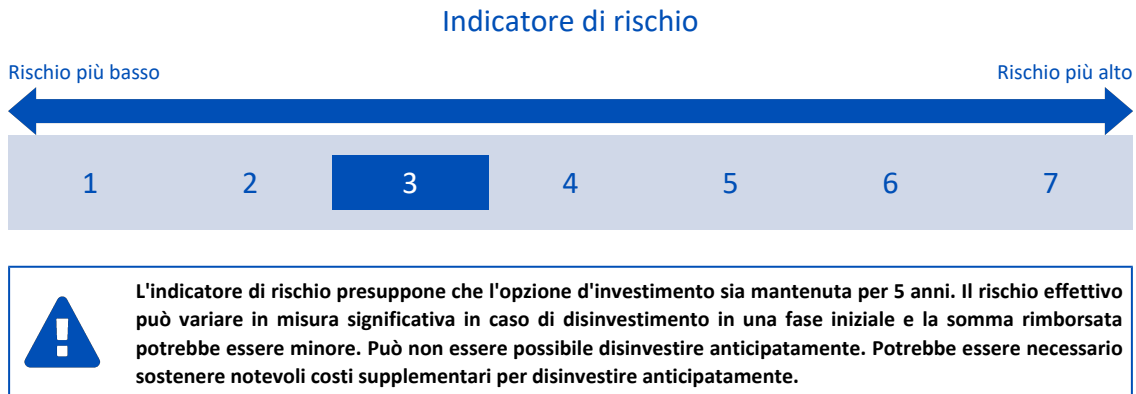 Indicatore di rischio
Rischio più basso
Rischio più alto
1 2 3 4 5 6 7
L'indicatore di rischio presuppone che l'opzione d'investimento sia mantenuta per 5 anni. Il rischio effettivo
può variare in misura significativa in caso di disinvestimento in una fase iniziale e la somma rimborsata
potrebbe essere minore. Può non essere possibile disinvestire anticipatamente. Potrebbe essere necessario
sostenere notevoli costi supplementari per disinvestire anticipatamente.